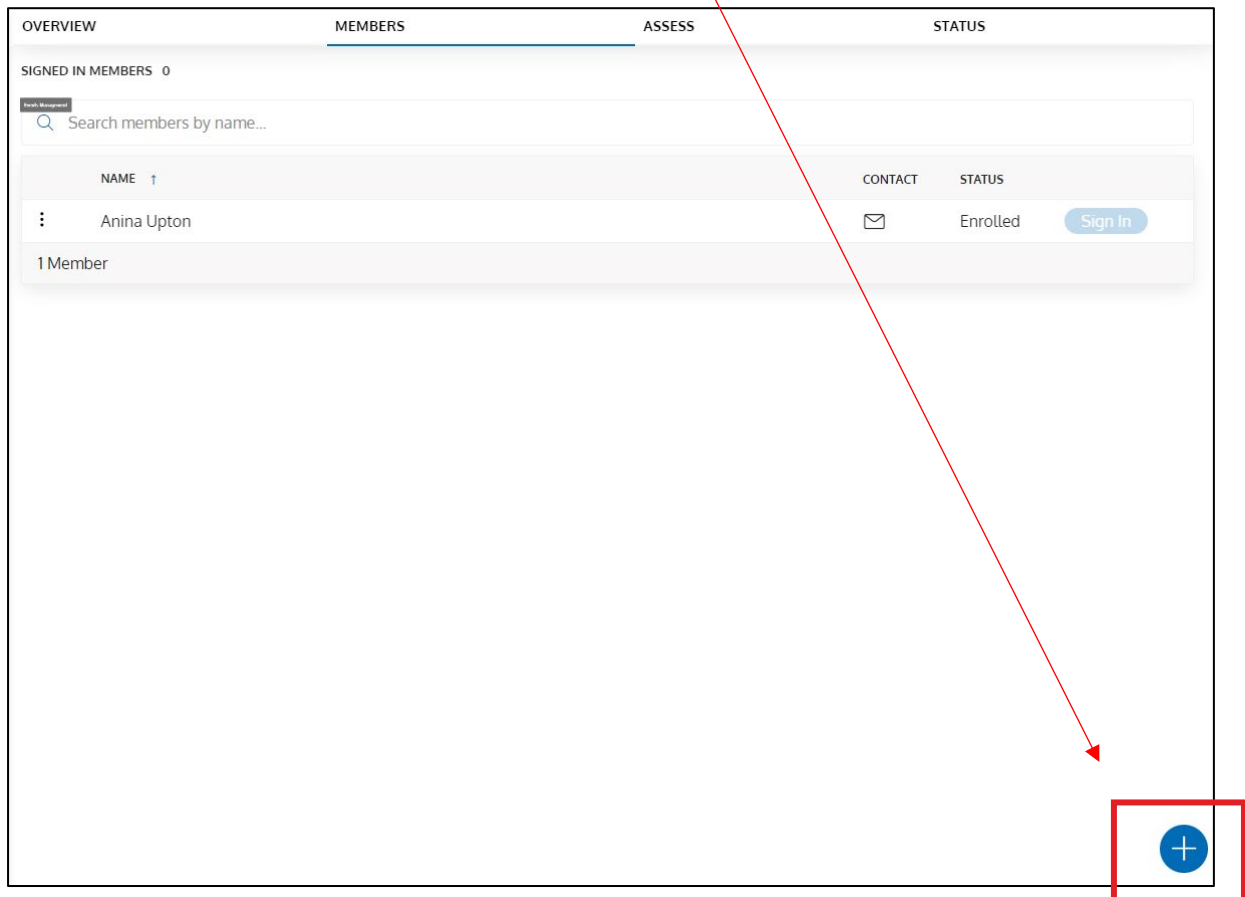 OVERVIEW MEMBERS ASSESS STATUS
SIGNED IN MEMBERS 0
Search members by name...
NAME ↑ CONTACT STATUS
Anina Upton Enrolled Sign In
1 Member